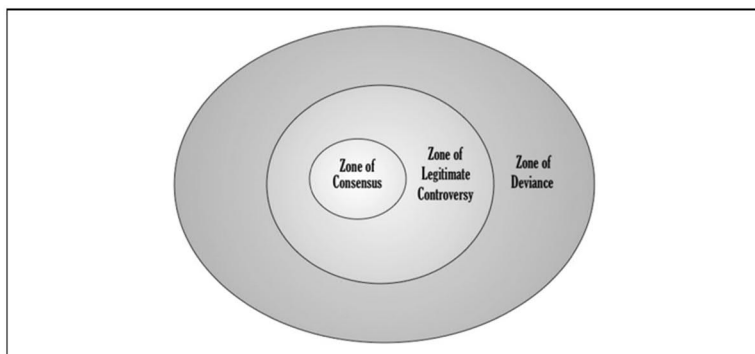 Zone of
Consensus
Zone of
Legitimate
Controversy
Zone of
Deviance